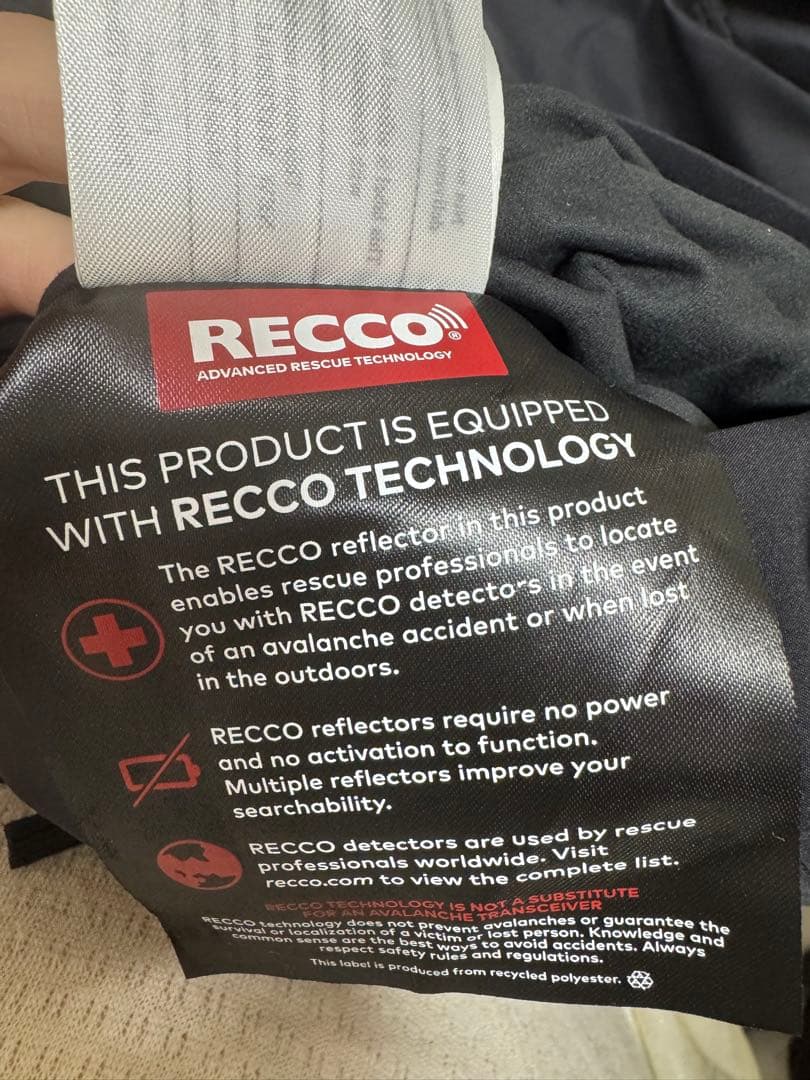 RECCO®
ADVANCED RESCUE TECHNOLOGY
THIS PRODUCT IS EQUIPPED
WITH RECCO TECHNOLOGY
The RECCO reflector in this product
enables rescue professionals to locate
you with RECCO detectors in the event
of an avalanche accident or when lost
in the outdoors.
RECCO reflectors require no power
and no activation to function.
Multiple reflectors improve your
searchability.
RECCO detectors are used by rescue
professionals worldwide. Visit
recco.com to view the complete list.
RECCO TECHNOLOGY IS NOT A SUBSTITUTE
FOR AN AVALANCHE TRANSCEIVER
RECCO technology does not prevent avalanches or guarantee the
survival or localization of a victim or lost person. Knowledge and
common sense are the best ways to avoid accidents. Always
respect safety rules and regulations.
This label is produced from recycled polyester.